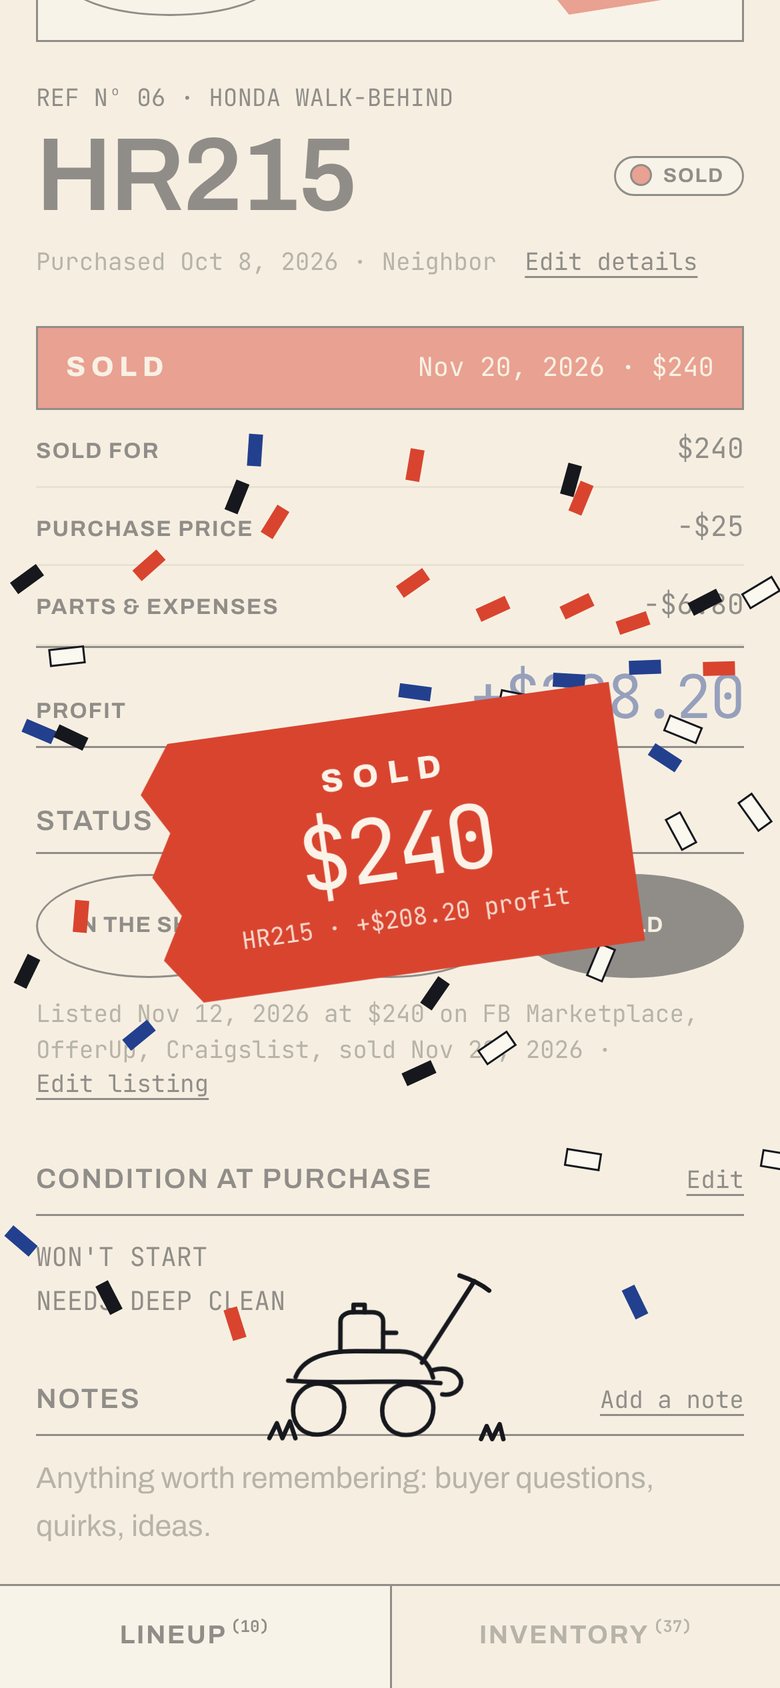 REF Nº 06 · HONDA WALK-BEHIND
HR215
SOLD
Purchased Oct 8, 2026 · Neighbor Edit details
SOLD Nov 20, 2026 · $240
SOLD FOR $240
PURCHASE PRICE -$25
PARTS & EXPENSES
PROFIT
SOLD
$240
HR215 · +$208.20 profit
STATUS
Listed Nov 12, 2026 at $240 on FB Marketplace,
OfferUp, Craigslist, sold Nov 2026 ·
Edit listing
CONDITION AT PURCHASE Edit
WON'T START
NEEDS DEEP CLEAN
NOTES Add a note
Anything worth remembering: buyer questions,
quirks, ideas.
LINEUP (10) INVENTORY (37)